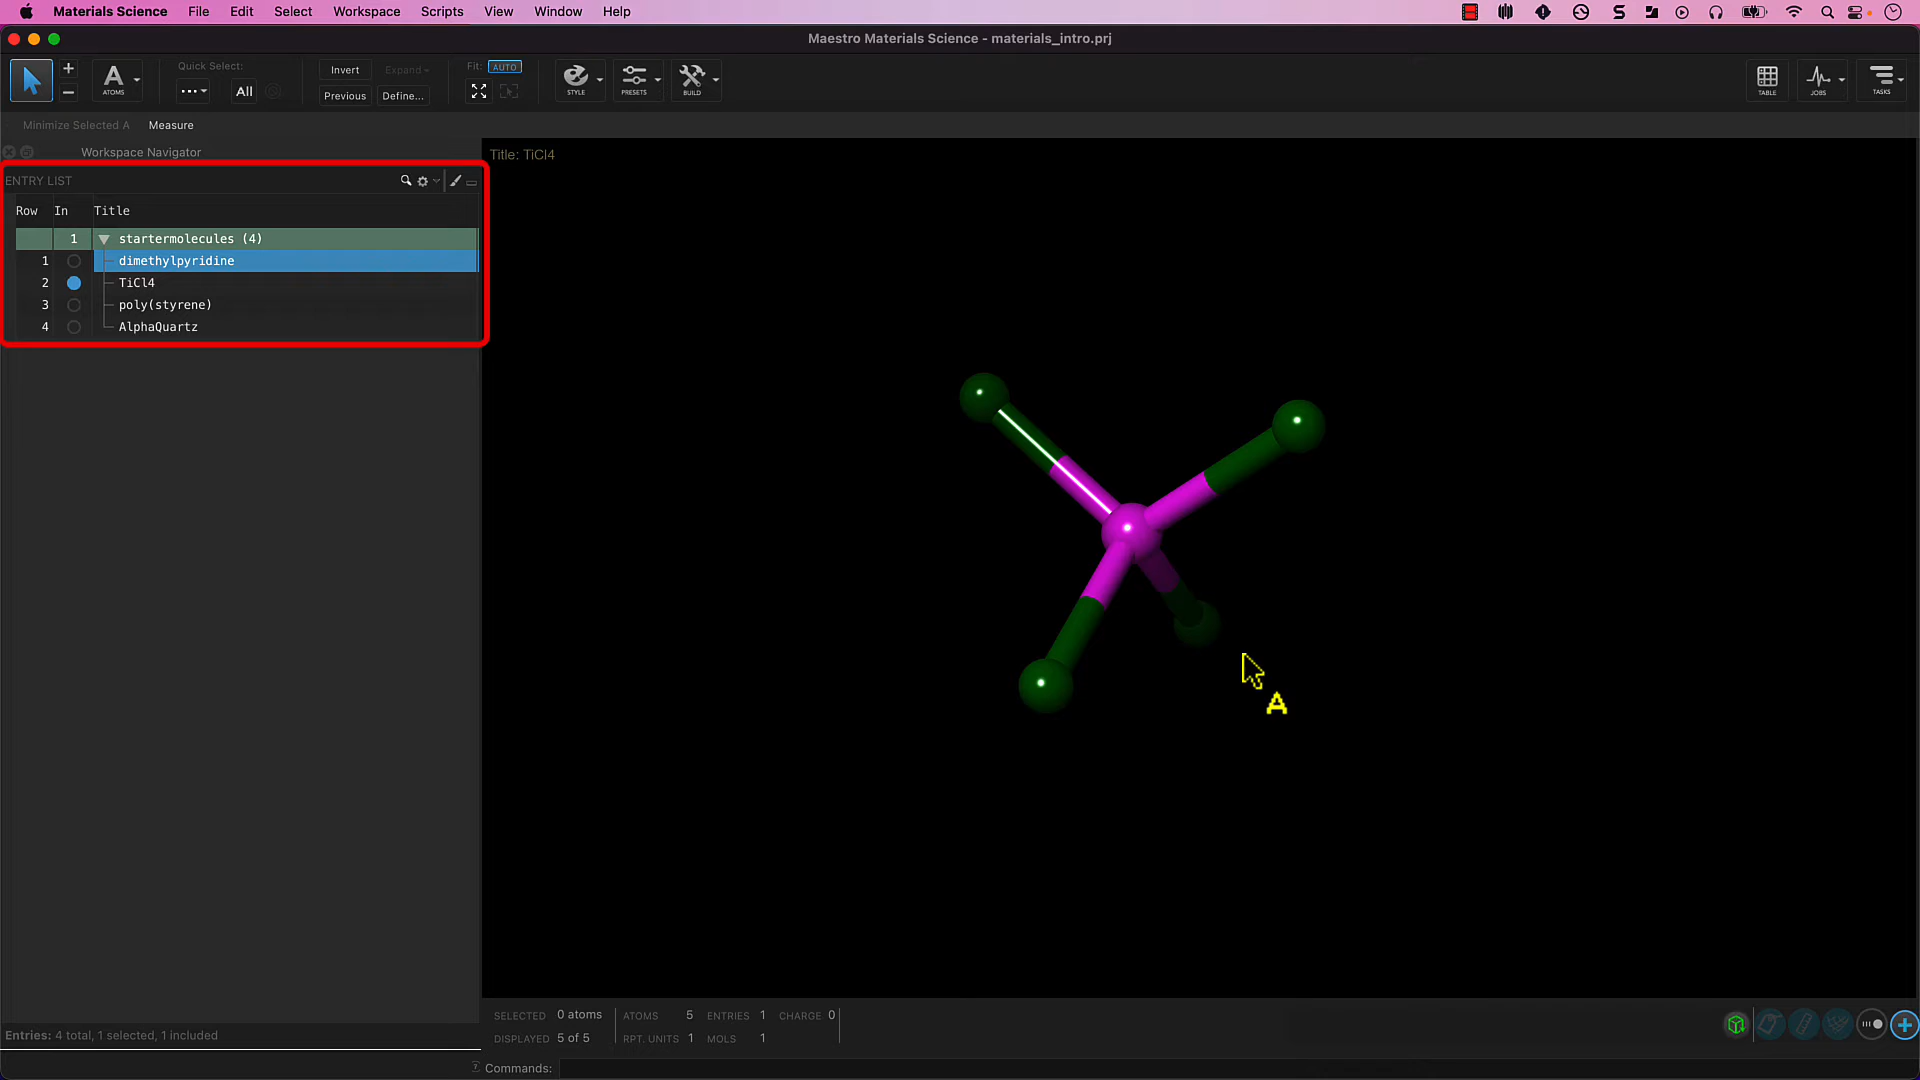 Materials Science File Edit Select Workspace Scripts View Window Help
Maestro Materials Science - materials_intro.prj
A ATOMS Quick Select: All Invert Expand Previous Define... Fit: AUTO STYLE PRESETS BUILD TABLE JOBS TASKS
Minimize Selected A Measure
Workspace Navigator
Title: TiCl4
ENTRY LIST
Row In Title
1 startermolecules (4)
1 dimethylpyridine
2 TiCl4
3 poly(styrene)
4 AlphaQuartz
A
Entries: 4 total, 1 selected, 1 included
SELECTED 0 atoms ATOMS 5 ENTRIES 1 CHARGE 0
DISPLAYED 5 of 5 RPT. UNITS 1 MOLS 1
Commands: